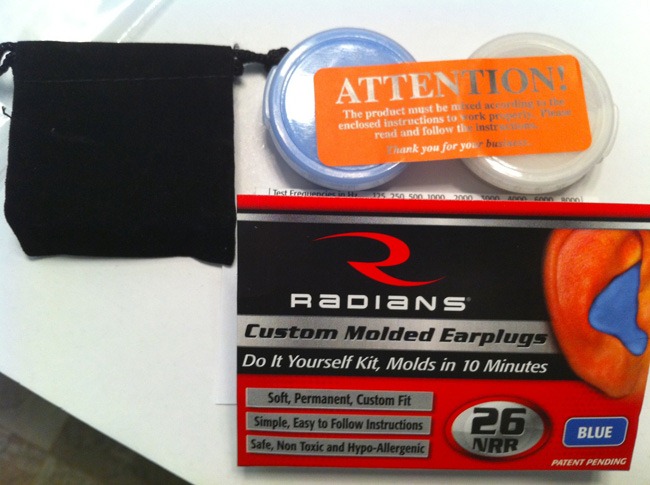 ATTENTION!
The product must be mixed according to the
enclosed instructions to work properly. Please
read and follow the instructions.
Thank you for your business.
Test Frequencies in Hz 125 250 500 1000 2000 3000 4000 6000 8000
RADIANS
Custom Molded Earplugs
Do It Yourself Kit, Molds in 10 Minutes
Soft, Permanent, Custom Fit
Simple, Easy to Follow Instructions
Safe, Non Toxic and Hypo-Allergenic
26
NRR
BLUE
PATENT PENDING